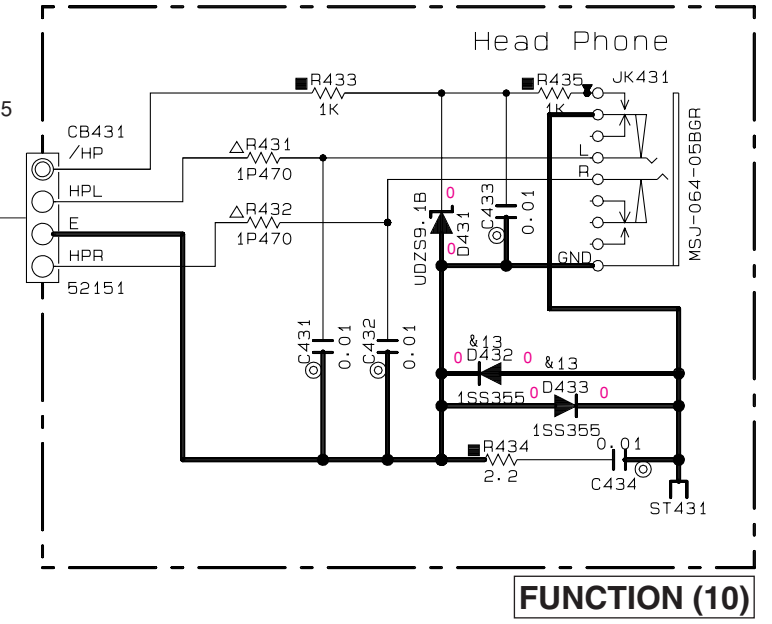 Head Phone
5
CB431
/HP
R433
1K
R435
1K
JK431
MSJ-064-05BGR
R431
1P470
L
R
HPL
R432
1P470
E
HPR
52151
UDZS9.1B
D431
0
0
C433
0.01
GND
C431
0.01
C432
0.01
&13
0 D432 0
1SS355
&13
0 D433 0
1SS355
R434
2.2
0.01
C434
ST431
FUNCTION (10)